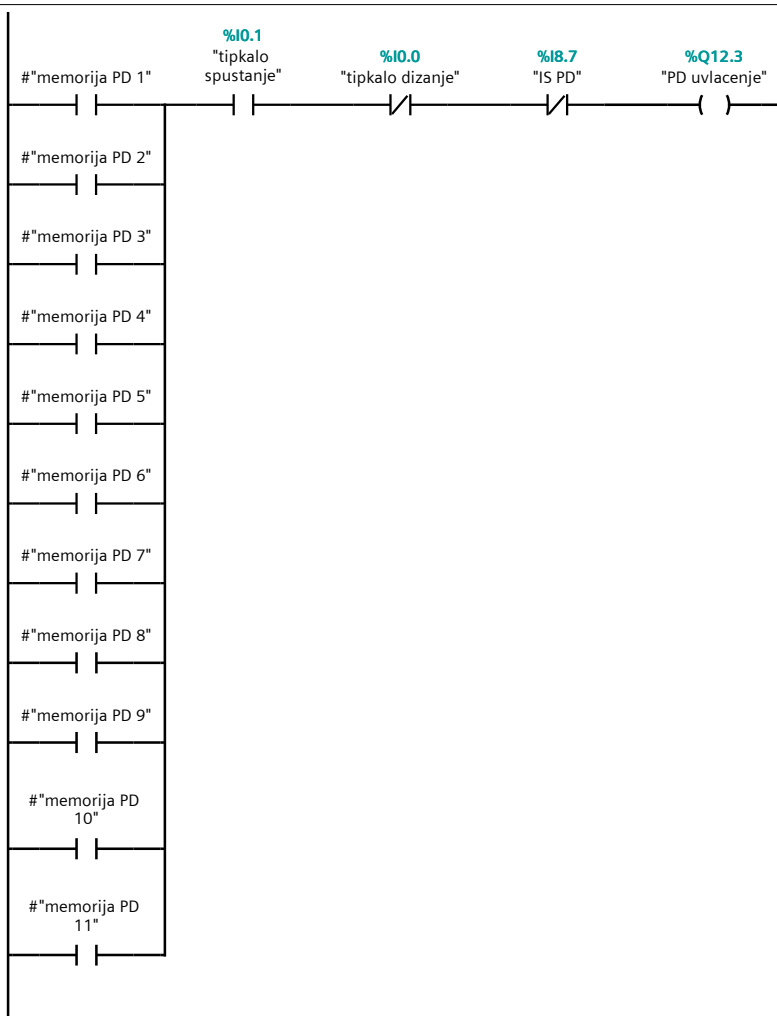 %I0.1
"tipkalo
spustanje"
%I0.0
"tipkalo dizanje"
%I8.7
"IS PD"
%Q12.3
"PD uvlacenje"
#"memorija PD 1"
#"memorija PD 2"
#"memorija PD 3"
#"memorija PD 4"
#"memorija PD 5"
#"memorija PD 6"
#"memorija PD 7"
#"memorija PD 8"
#"memorija PD 9"
#"memorija PD
10"
#"memorija PD
11"